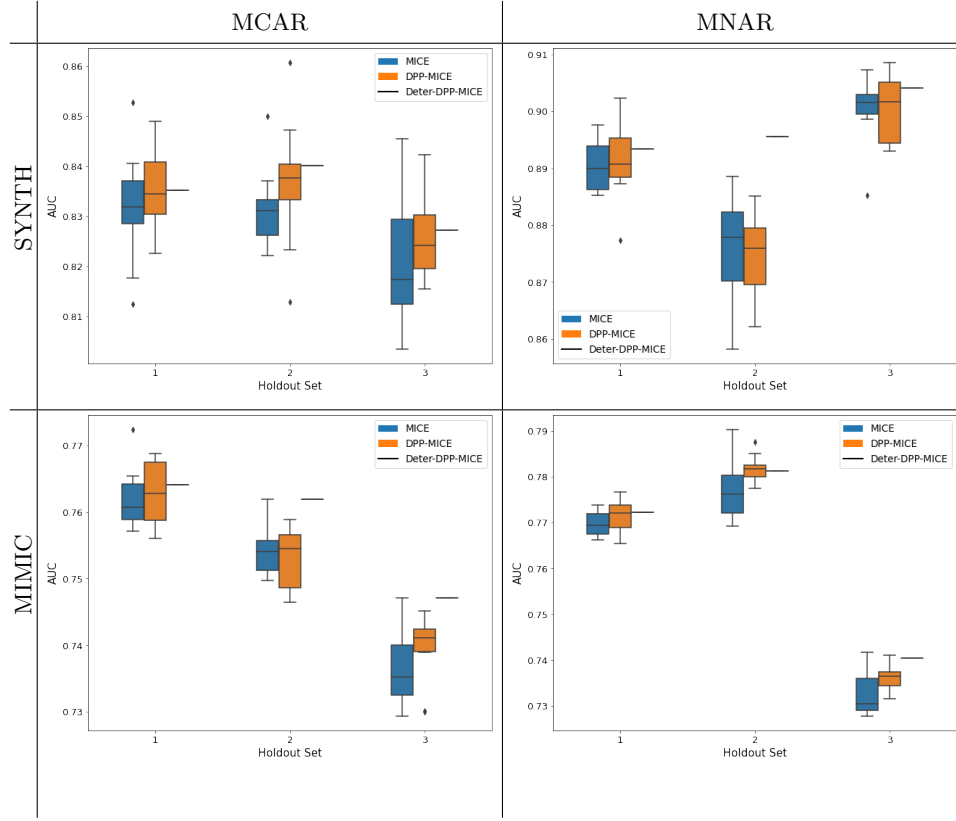 MCAR
MNAR
SYNTH
0.86
0.85
0.84
0.83
0.82
0.81
AUC
MICE
DPP-MICE
Deter-DPP-MICE
1
2
3
Holdout Set
0.91
0.90
0.89
0.88
0.87
0.86
AUC
MICE
DPP-MICE
Deter-DPP-MICE
1
2
3
Holdout Set
MIMIC
0.77
0.76
0.75
0.74
0.73
AUC
MICE
DPP-MICE
Deter-DPP-MICE
1
2
3
Holdout Set
0.79
0.78
0.77
0.76
0.75
0.74
0.73
AUC
MICE
DPP-MICE
Deter-DPP-MICE
1
2
3
Holdout Set